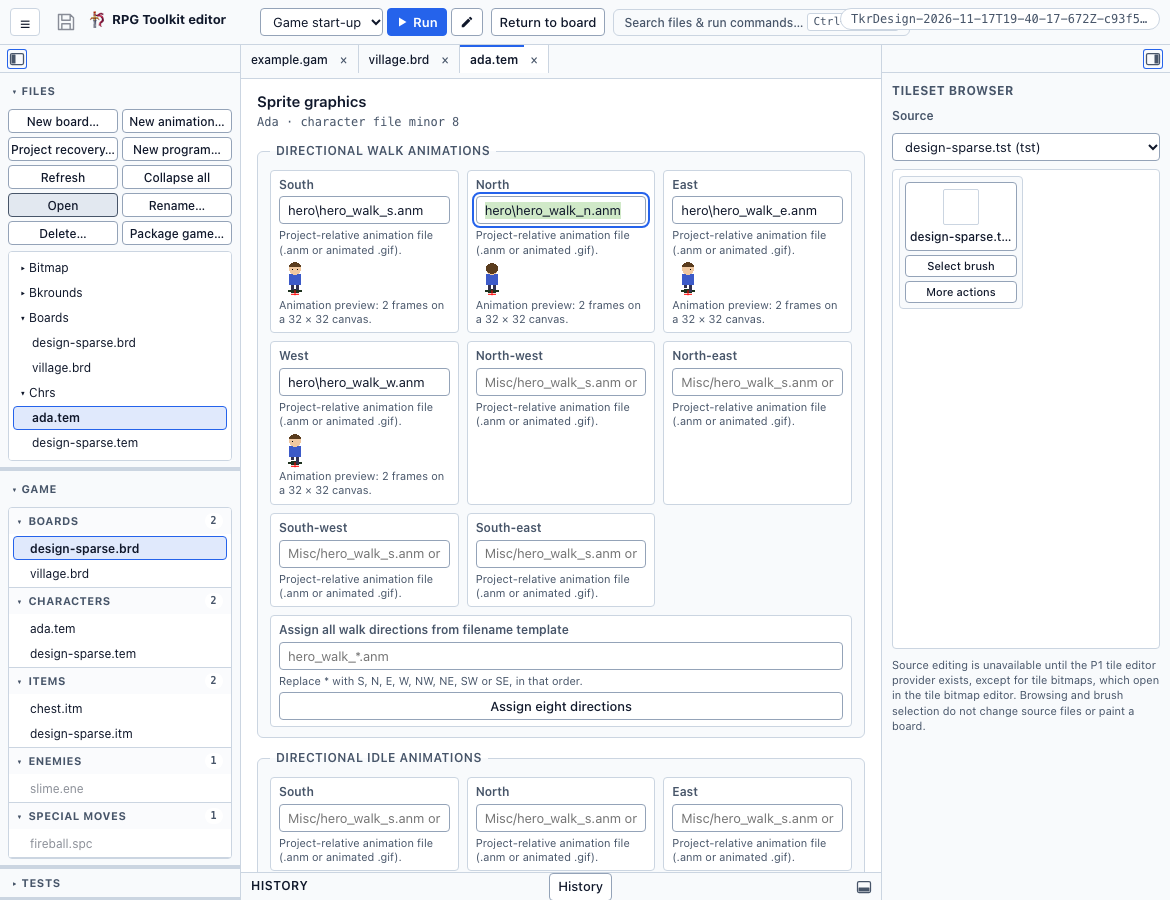 RPG Toolkit editor
Game start-up
Run
Return to board
Search files & run commands...
Ctrl
TkrDesign-2026-11-17T19-40-17-672Z-c93f5…
example.gam ×
village.brd ×
ada.tem ×
FILES
New board...
New animation...
Project recovery...
New program...
Refresh
Collapse all
Open
Rename...
Delete...
Package game...
Bitmap
Bkrounds
Boards
design-sparse.brd
village.brd
Chrs
ada.tem
design-sparse.tem
GAME
BOARDS 2
design-sparse.brd
village.brd
CHARACTERS 2
ada.tem
design-sparse.tem
ITEMS 2
chest.itm
design-sparse.itm
ENEMIES 1
slime.ene
SPECIAL MOVES 1
fireball.spc
TESTS
Sprite graphics
Ada · character file minor 8
DIRECTIONAL WALK ANIMATIONS
South
hero\hero_walk_s.anm
Project-relative animation file
(.anm or animated .gif).
Animation preview: 2 frames on
a 32 × 32 canvas.
North
hero\hero_walk_n.anm
Project-relative animation file
(.anm or animated .gif).
Animation preview: 2 frames on
a 32 × 32 canvas.
East
hero\hero_walk_e.anm
Project-relative animation file
(.anm or animated .gif).
Animation preview: 2 frames on
a 32 × 32 canvas.
West
hero\hero_walk_w.anm
Project-relative animation file
(.anm or animated .gif).
Animation preview: 2 frames on
a 32 × 32 canvas.
North-west
Misc/hero_walk_s.anm or
Project-relative animation file
(.anm or animated .gif).
North-east
Misc/hero_walk_s.anm or
Project-relative animation file
(.anm or animated .gif).
South-west
Misc/hero_walk_s.anm or
Project-relative animation file
(.anm or animated .gif).
South-east
Misc/hero_walk_s.anm or
Project-relative animation file
(.anm or animated .gif).
Assign all walk directions from filename template
hero_walk_*.anm
Replace * with S, N, E, W, NW, NE, SW or SE, in that order.
Assign eight directions
DIRECTIONAL IDLE ANIMATIONS
South
Misc/hero_walk_s.anm or
Project-relative animation file
(.anm or animated .gif).
North
Misc/hero_walk_s.anm or
Project-relative animation file
(.anm or animated .gif).
East
Misc/hero_walk_s.anm or
Project-relative animation file
(.anm or animated .gif).
HISTORY
History
TILESET BROWSER
Source
design-sparse.tst (tst)
design-sparse.t...
Select brush
More actions
Source editing is unavailable until the P1 tile editor
provider exists, except for tile bitmaps, which open
in the tile bitmap editor. Browsing and brush
selection do not change source files or paint a
board.